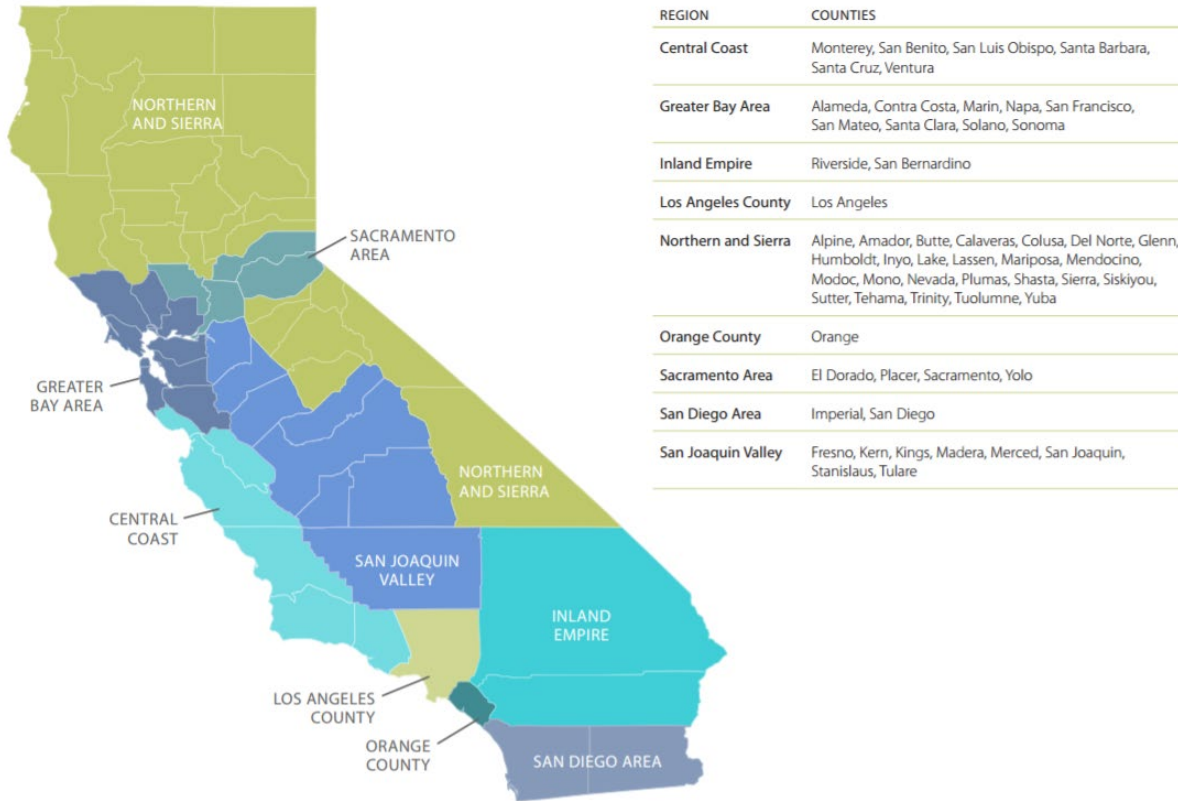 NORTHERN
AND SIERRA
SACRAMENTO
AREA
GREATER
BAY AREA
NORTHERN
AND SIERRA
CENTRAL
COAST
SAN JOAQUIN
VALLEY
INLAND
EMPIRE
LOS ANGELES
COUNTY
ORANGE
COUNTY
SAN DIEGO AREA
REGION COUNTIES
Central Coast Monterey, San Benito, San Luis Obispo, Santa Barbara,
Santa Cruz, Ventura
Greater Bay Area Alameda, Contra Costa, Marin, Napa, San Francisco,
San Mateo, Santa Clara, Solano, Sonoma
Inland Empire Riverside, San Bernardino
Los Angeles County Los Angeles
Northern and Sierra Alpine, Amador, Butte, Calaveras, Colusa, Del Norte, Glenn,
Humboldt, Inyo, Lake, Lassen, Mariposa, Mendocino,
Modoc, Mono, Nevada, Plumas, Shasta, Sierra, Siskiyou,
Sutter, Tehama, Trinity, Tuolumne, Yuba
Orange County Orange
Sacramento Area El Dorado, Placer, Sacramento, Yolo
San Diego Area Imperial, San Diego
San Joaquin Valley Fresno, Kern, Kings, Madera, Merced, San Joaquin,
Stanislaus, Tulare